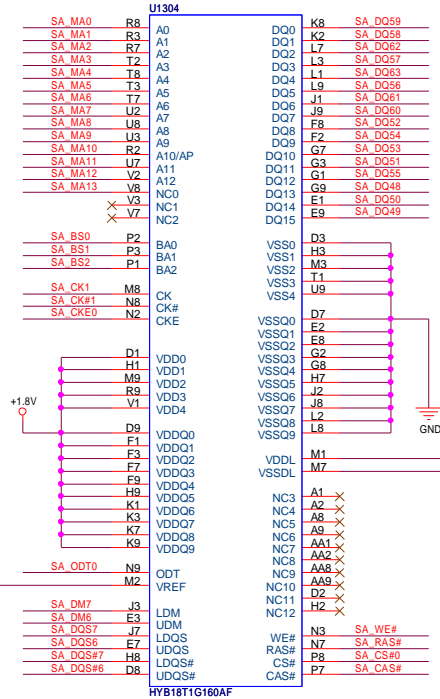 U1304
SA_MA0 R8 A0 DQ0 K8 SA_DQ59
SA_MA1 R3 A1 DQ1 K2 SA_DQ58
SA_MA2 R7 A2 DQ2 L7 SA_DQ62
SA_MA3 T2 A3 DQ3 L3 SA_DQ57
SA_MA4 T8 A4 DQ4 L1 SA_DQ63
SA_MA5 T3 A5 DQ5 L9 SA_DQ56
SA_MA6 T7 A6 DQ6 J1 SA_DQ61
SA_MA7 U2 A7 DQ7 J9 SA_DQ60
SA_MA8 U8 A8 DQ8 F8 SA_DQ52
SA_MA9 U3 A9 DQ9 F2 SA_DQ54
SA_MA10 R2 A10/AP DQ10 G7 SA_DQ53
SA_MA11 U7 A11 DQ11 G3 SA_DQ51
SA_MA12 V2 A12 DQ12 G1 SA_DQ55
SA_MA13 V8 NC0 DQ13 G9 SA_DQ48
V3 NC1 DQ14 E1 SA_DQ50
V7 NC2 DQ15 E9 SA_DQ49
SA_BS0 P2 BA0 VSS0 D3
SA_BS1 P3 BA1 VSS1 H3
SA_BS2 P1 BA2 VSS2 M3
VSS3 T1
SA_CK1 M8 CK VSS4 U9
SA_CK#1 N8 CK#
SA_CKE0 N2 CKE VSSQ0 D7
VSSQ1 E2
VSSQ2 E8
D1 VDD0 VSSQ3 G2
H1 VDD1 VSSQ4 G8
M9 VDD2 VSSQ5 H7
R9 VDD3 VSSQ6 J2
V1 VDD4 VSSQ7 J8
+1.8V
VSSQ8 L2
D9 VDDQ0 VSSQ9 L8
GND
F1 VDDQ1
F3 VDDQ2 VDDL M1
F7 VDDQ3 VSSDL M7
F9 VDDQ4
H9 VDDQ5 NC3 A1
K1 VDDQ6 NC4 A2
K3 VDDQ7 NC5 A8
K7 VDDQ8 NC6 A9
K9 VDDQ9 NC7 AA1
NC8 AA2
SA_ODT0 N9 ODT NC9 AA8
M2 VREF NC10 AA9
NC11 D2
SA_DM7 J3 LDM NC12 H2
SA_DM6 E3 UDM
SA_DQS7 J7 LDQS WE# N3 SA_WE#
SA_DQS6 E7 UDQS RAS# N7 SA_RAS#
SA_DQS#7 H8 LDQS# CS# P8 SA_CS#0
SA_DQS#6 D8 UDQS# CAS# P7 SA_CAS#
HYB18T1G160AF